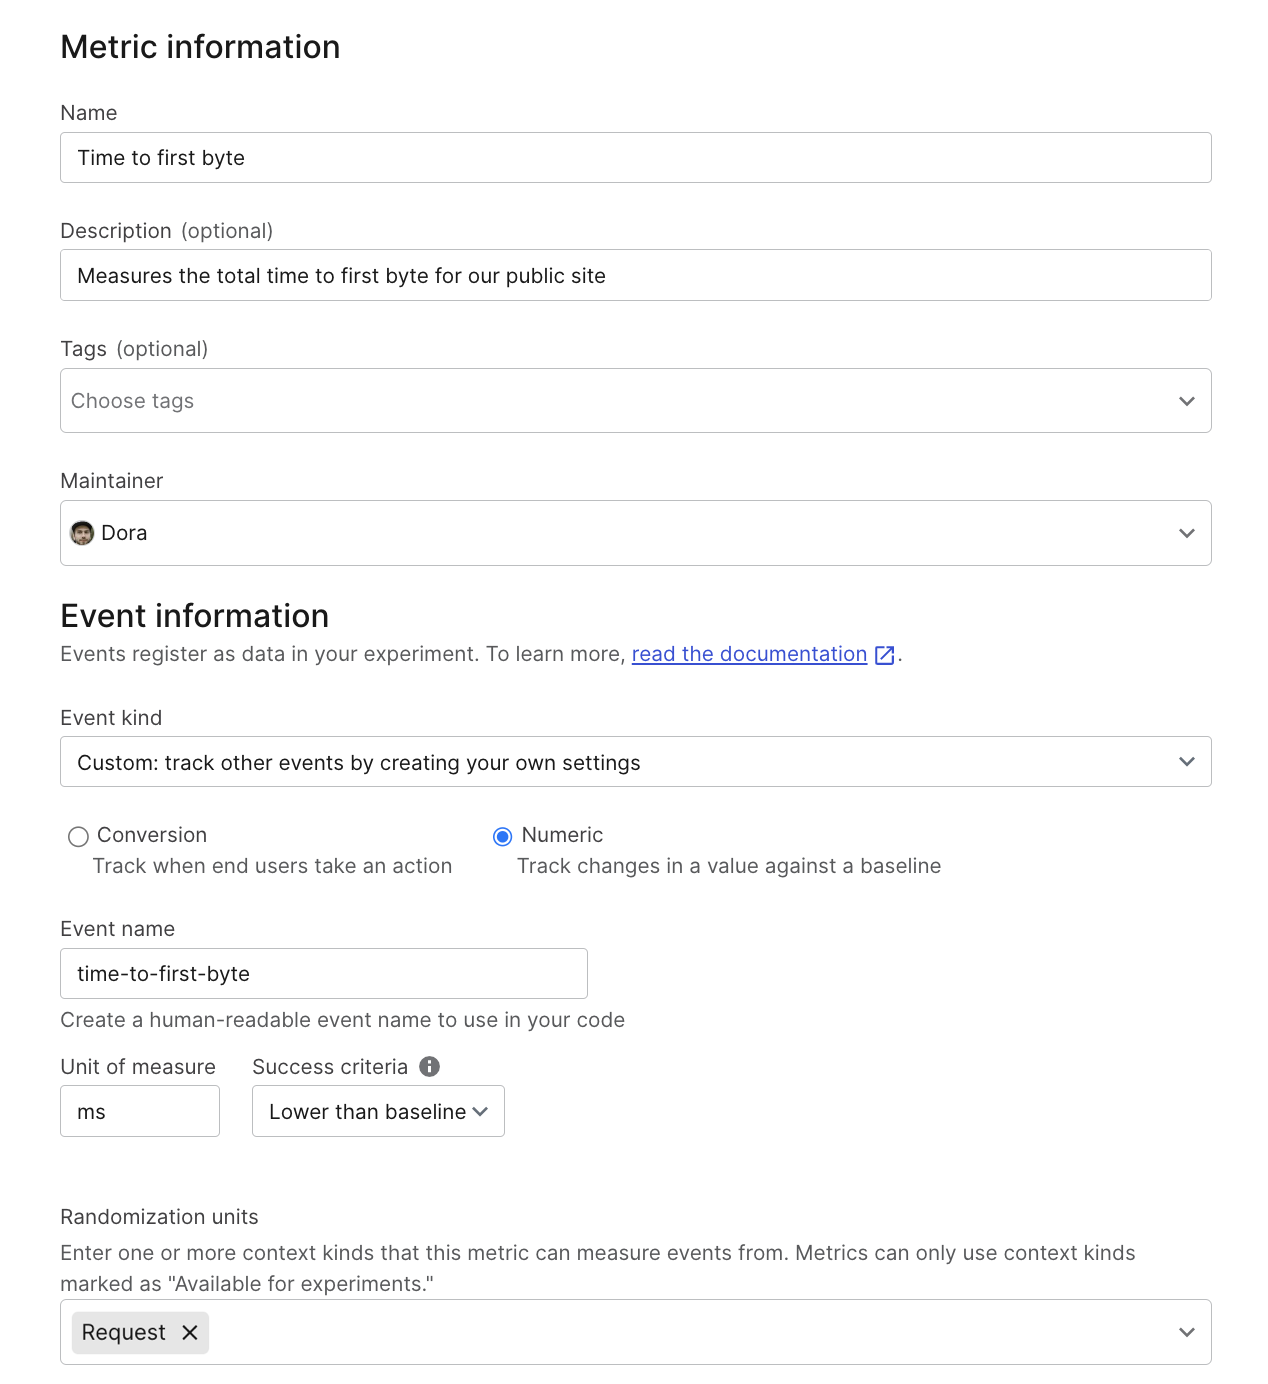 Metric information
Name
Time to first byte
Description (optional)
Measures the total time to first byte for our public site
Tags (optional)
Choose tags
Maintainer
Dora
Event information
Events register as data in your experiment. To learn more, read the documentation.
Event kind
Custom: track other events by creating your own settings
Conversion
Track when end users take an action
Numeric
Track changes in a value against a baseline
Event name
time-to-first-byte
Create a human-readable event name to use in your code
Unit of measure
ms
Success criteria
Lower than baseline
Randomization units
Enter one or more context kinds that this metric can measure events from. Metrics can only use context kinds
marked as "Available for experiments."
Request